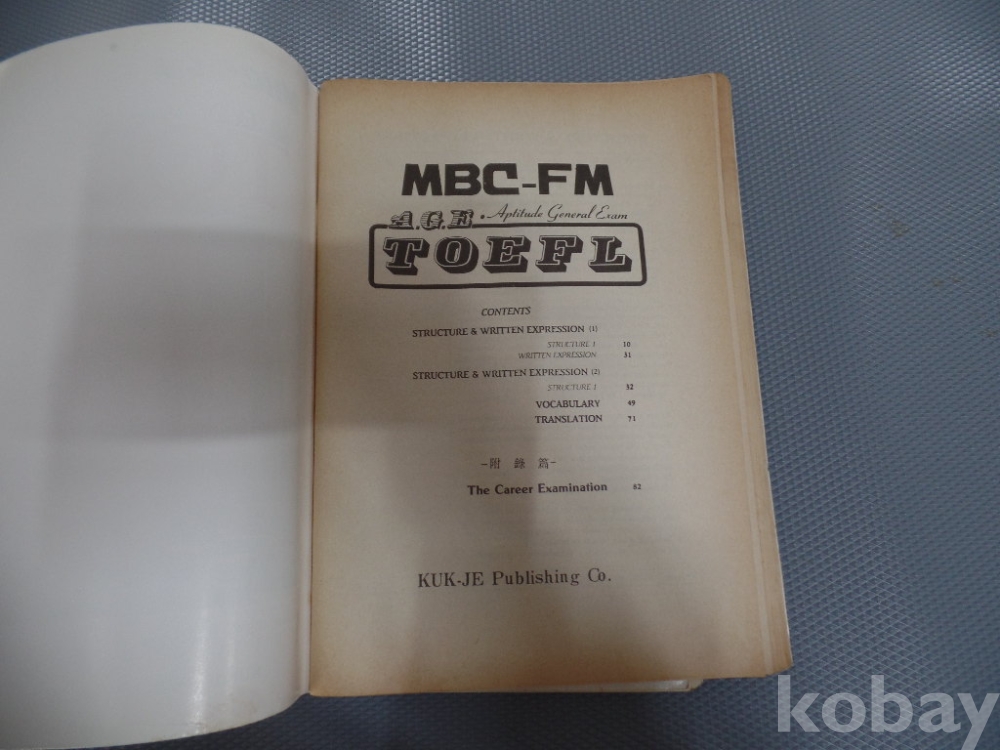 MBC-FM
A.G.E. • Aptitude General Exam
TOEFL
CONTENTS
STRUCTURE & WRITTEN EXPRESSION (1)
STRUCTURE 1 10
WRITTEN EXPRESSION 31
STRUCTURE & WRITTEN EXPRESSION (2)
STRUCTURE 1 32
VOCABULARY 49
TRANSLATION 71
-附 錄 篇-
The Career Examination 82
KUK-JE Publishing Co.
kobay